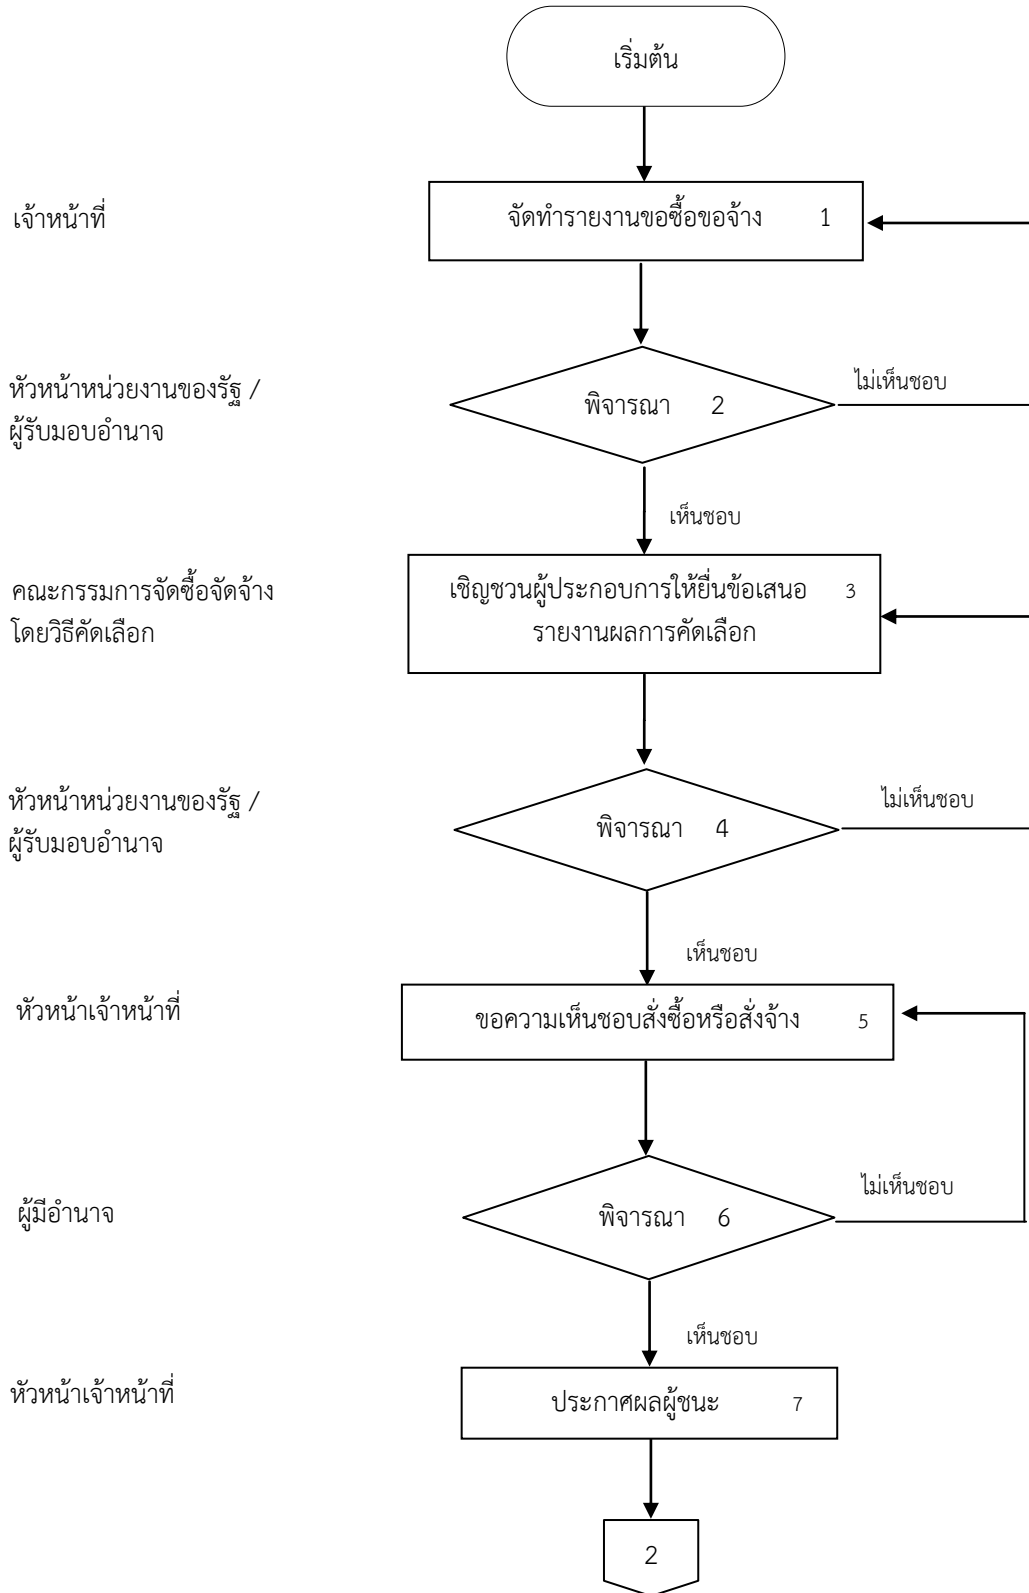 เริ่มต้น
เจ้าหน้าที่
จัดทำรายงานขอซื้อขอจ้าง 1
หัวหน้าหน่วยงานของรัฐ /
ผู้รับมอบอำนาจ
พิจารณา 2
ไม่เห็นชอบ
เห็นชอบ
คณะกรรมการจัดซื้อจัดจ้าง
โดยวิธีคัดเลือก
เชิญชวนผู้ประกอบการให้ยื่นข้อเสนอ 3
รายงานผลการคัดเลือก
หัวหน้าหน่วยงานของรัฐ /
ผู้รับมอบอำนาจ
พิจารณา 4
ไม่เห็นชอบ
เห็นชอบ
หัวหน้าเจ้าหน้าที่
ขอความเห็นชอบสั่งซื้อหรือสั่งจ้าง 5
ผู้มีอำนาจ
พิจารณา 6
ไม่เห็นชอบ
เห็นชอบ
หัวหน้าเจ้าหน้าที่
ประกาศผลผู้ชนะ 7
2